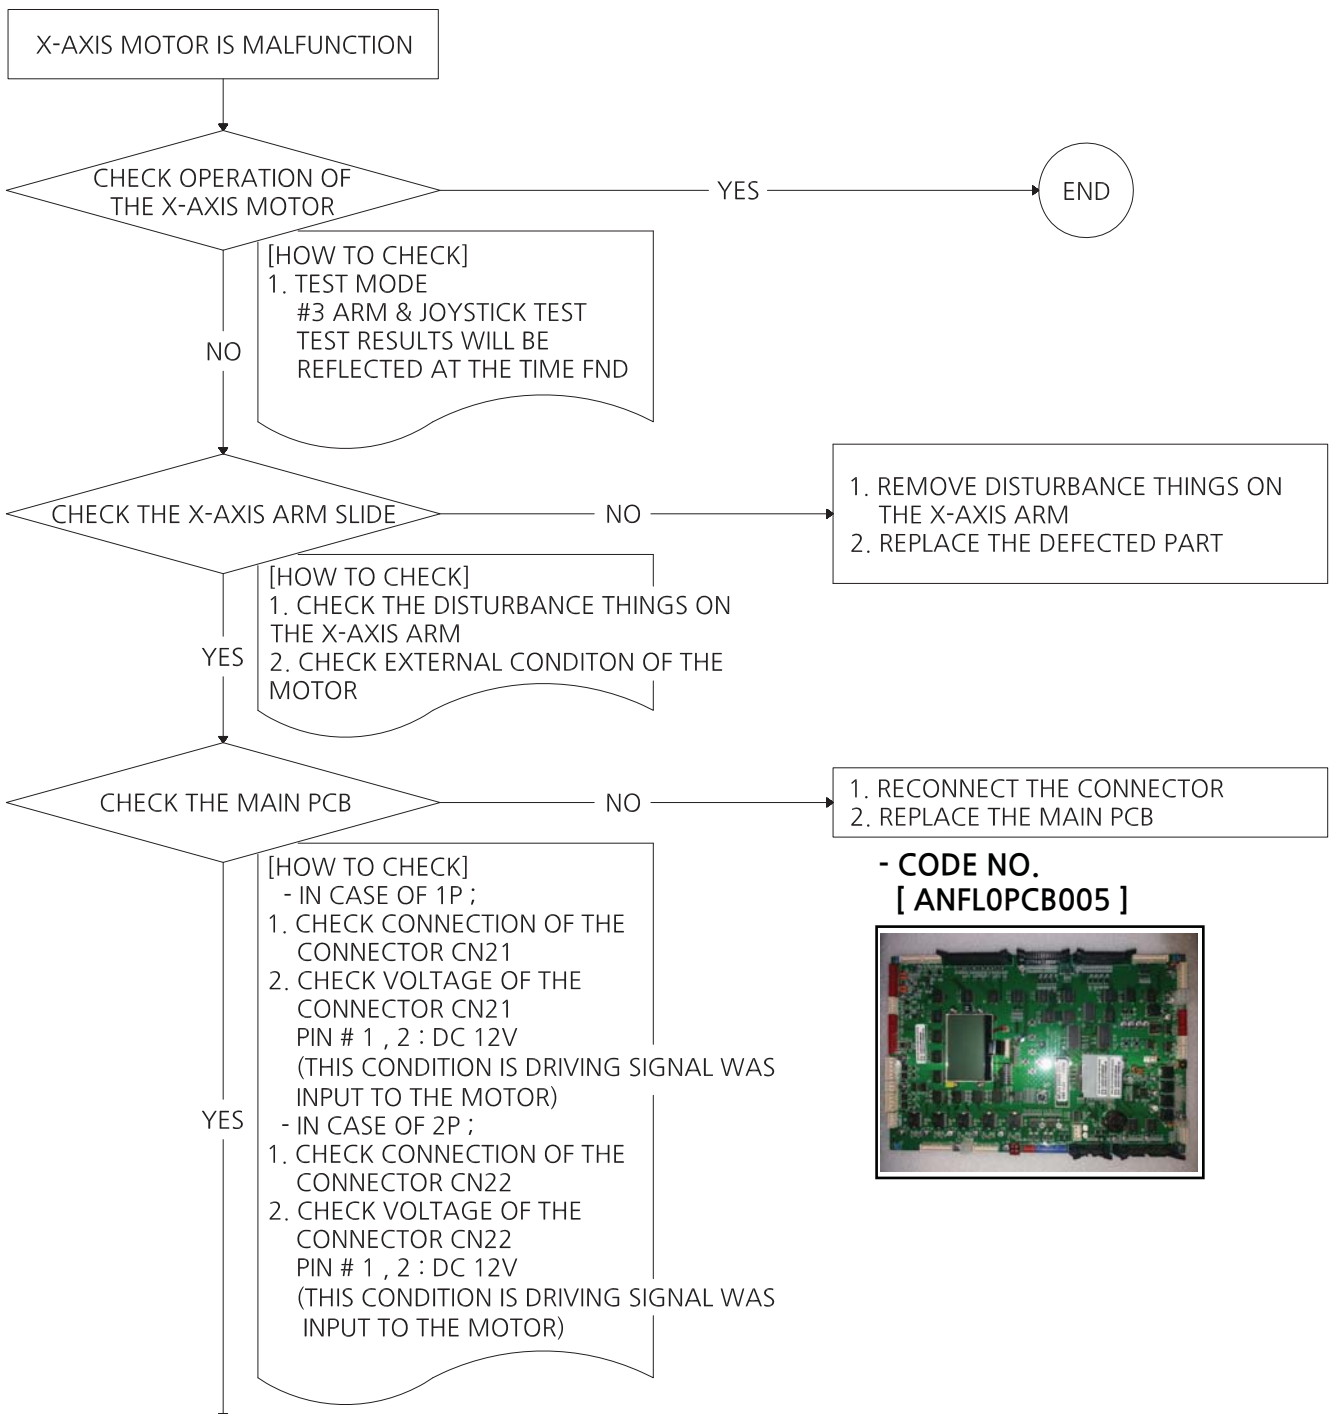 X-AXIS MOTOR IS MALFUNCTION
CHECK OPERATION OF
THE X-AXIS MOTOR
YES
END
[HOW TO CHECK]
1. TEST MODE
#3 ARM & JOYSTICK TEST
TEST RESULTS WILL BE
REFLECTED AT THE TIME FND
NO
CHECK THE X-AXIS ARM SLIDE
NO
1. REMOVE DISTURBANCE THINGS ON
THE X-AXIS ARM
2. REPLACE THE DEFECTED PART
[HOW TO CHECK]
1. CHECK THE DISTURBANCE THINGS ON
THE X-AXIS ARM
2. CHECK EXTERNAL CONDITON OF THE
MOTOR
YES
CHECK THE MAIN PCB
NO
1. RECONNECT THE CONNECTOR
2. REPLACE THE MAIN PCB
- CODE NO.
[ ANFL0PCB005 ]
[HOW TO CHECK]
- IN CASE OF 1P ;
1. CHECK CONNECTION OF THE
CONNECTOR CN21
2. CHECK VOLTAGE OF THE
CONNECTOR CN21
PIN # 1 , 2 : DC 12V
(THIS CONDITION IS DRIVING SIGNAL WAS
INPUT TO THE MOTOR)
- IN CASE OF 2P ;
1. CHECK CONNECTION OF THE
CONNECTOR CN22
2. CHECK VOLTAGE OF THE
CONNECTOR CN22
PIN # 1 , 2 : DC 12V
(THIS CONDITION IS DRIVING SIGNAL WAS
INPUT TO THE MOTOR)
YES